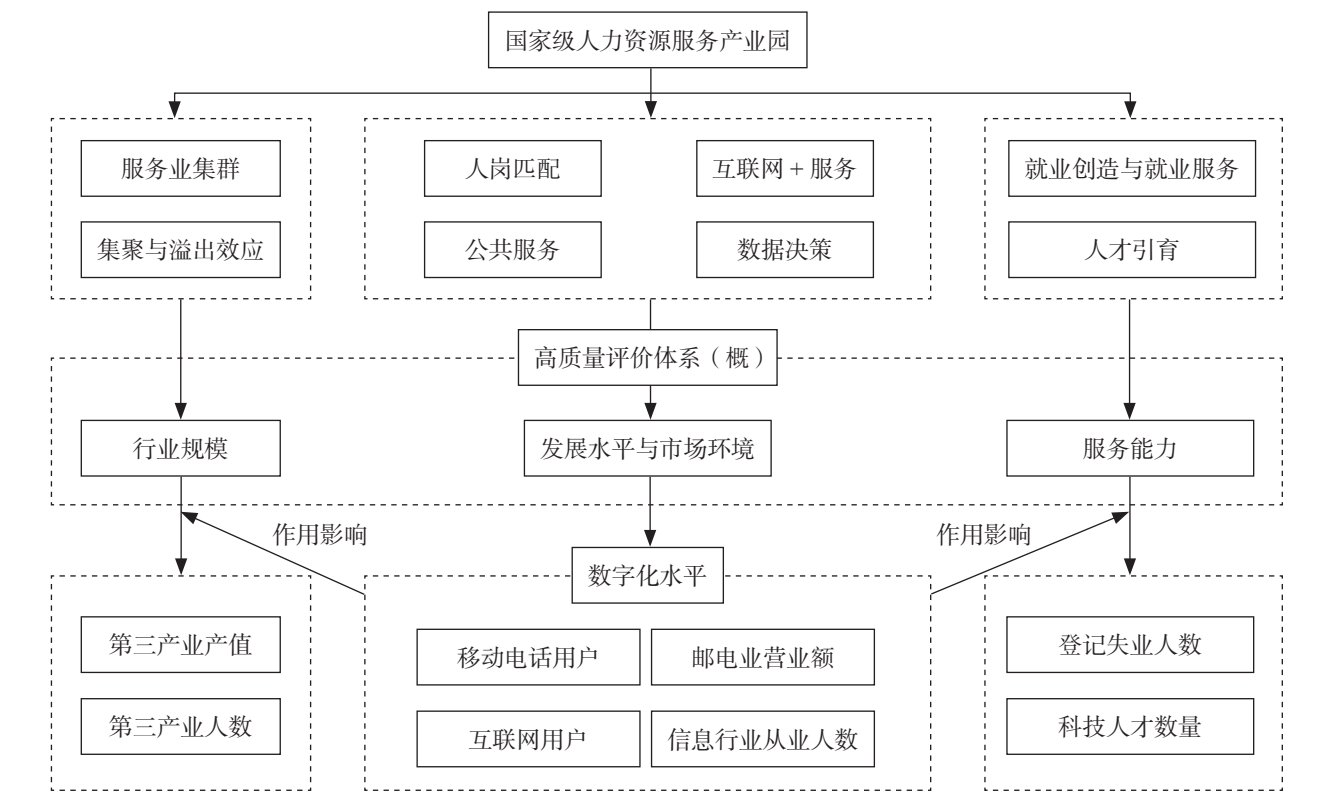 国家级人力资源服务产业园
服务业集群
人岗匹配
互联网+服务
就业创造与就业服务
集聚与溢出效应
公共服务
数据决策
人才引育
高质量评价体系（概）
行业规模
发展水平与市场环境
服务能力
作用影响
作用影响
数字化水平
第三产业产值
移动电话用户
邮电业营业额
登记失业人数
第三产业人数
互联网用户
信息行业从业人数
科技人才数量